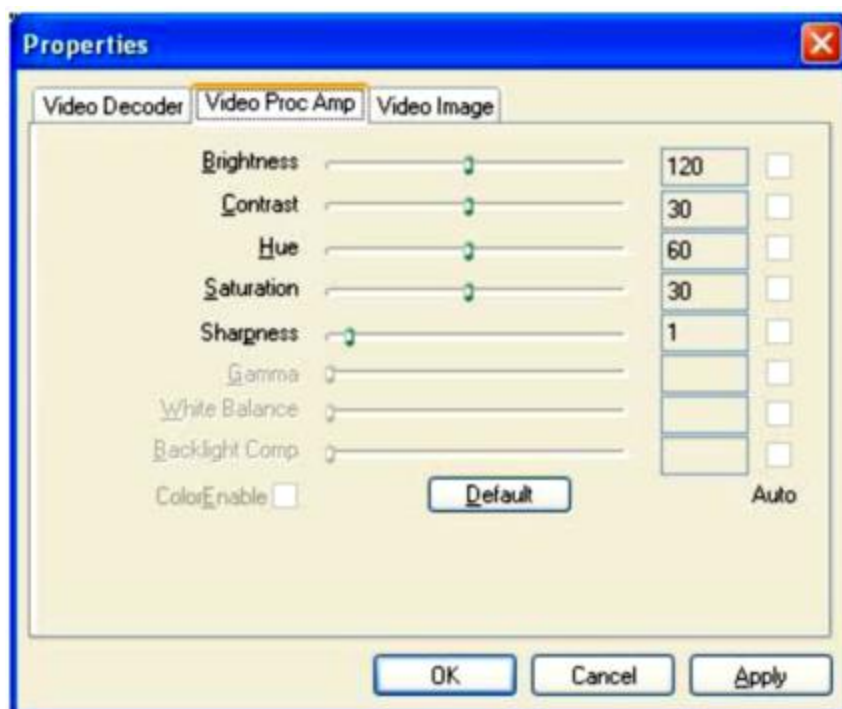 Properties
Video Decoder Video Proc Amp Video Image
Brightness 120
Contrast 30
Hue 60
Saturation 30
Sharpness 1
Gamma
White Balance
Backlight Comp
ColorEnable Default Auto
OK Cancel Apply